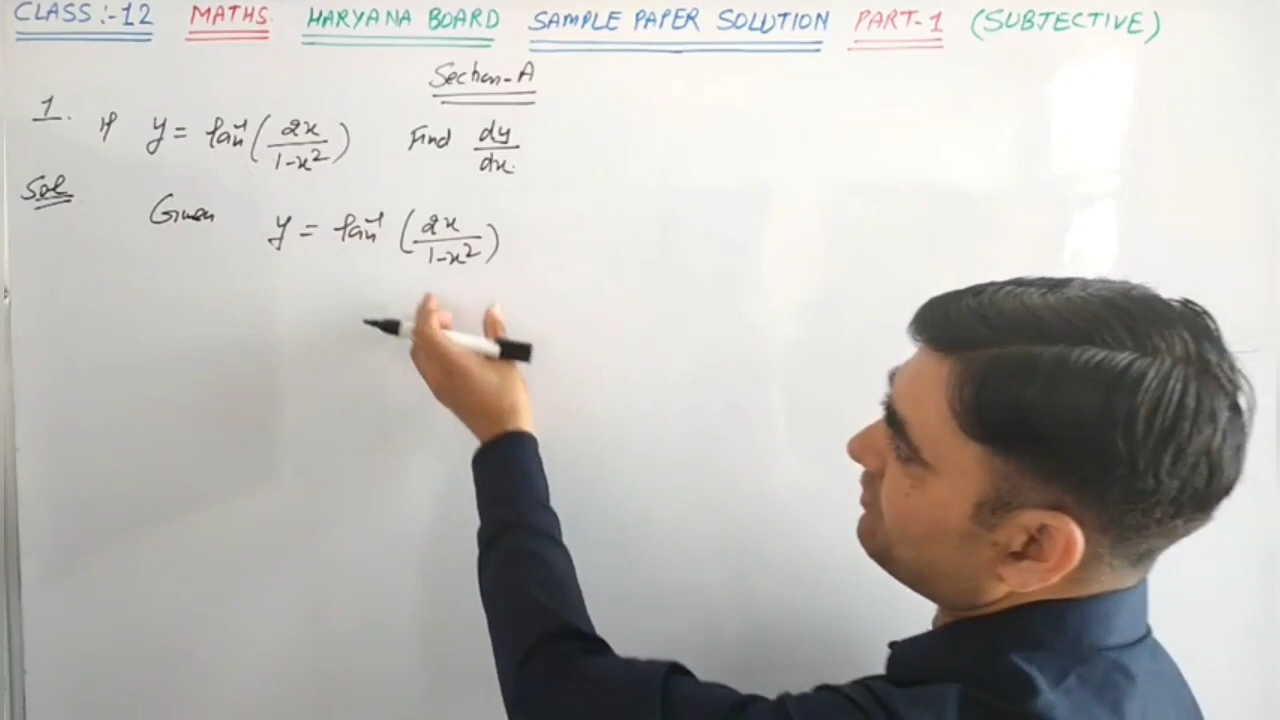 CLASS :-12 MATHS. HARYANA BOARD SAMPLE PAPER SOLUTION PART-1 (SUBJECTIVE)
Section-A
1. If y = tan⁻¹(2x/1-x²) Find dy/dx.
Sol Given y = tan⁻¹(2x/1-x²)